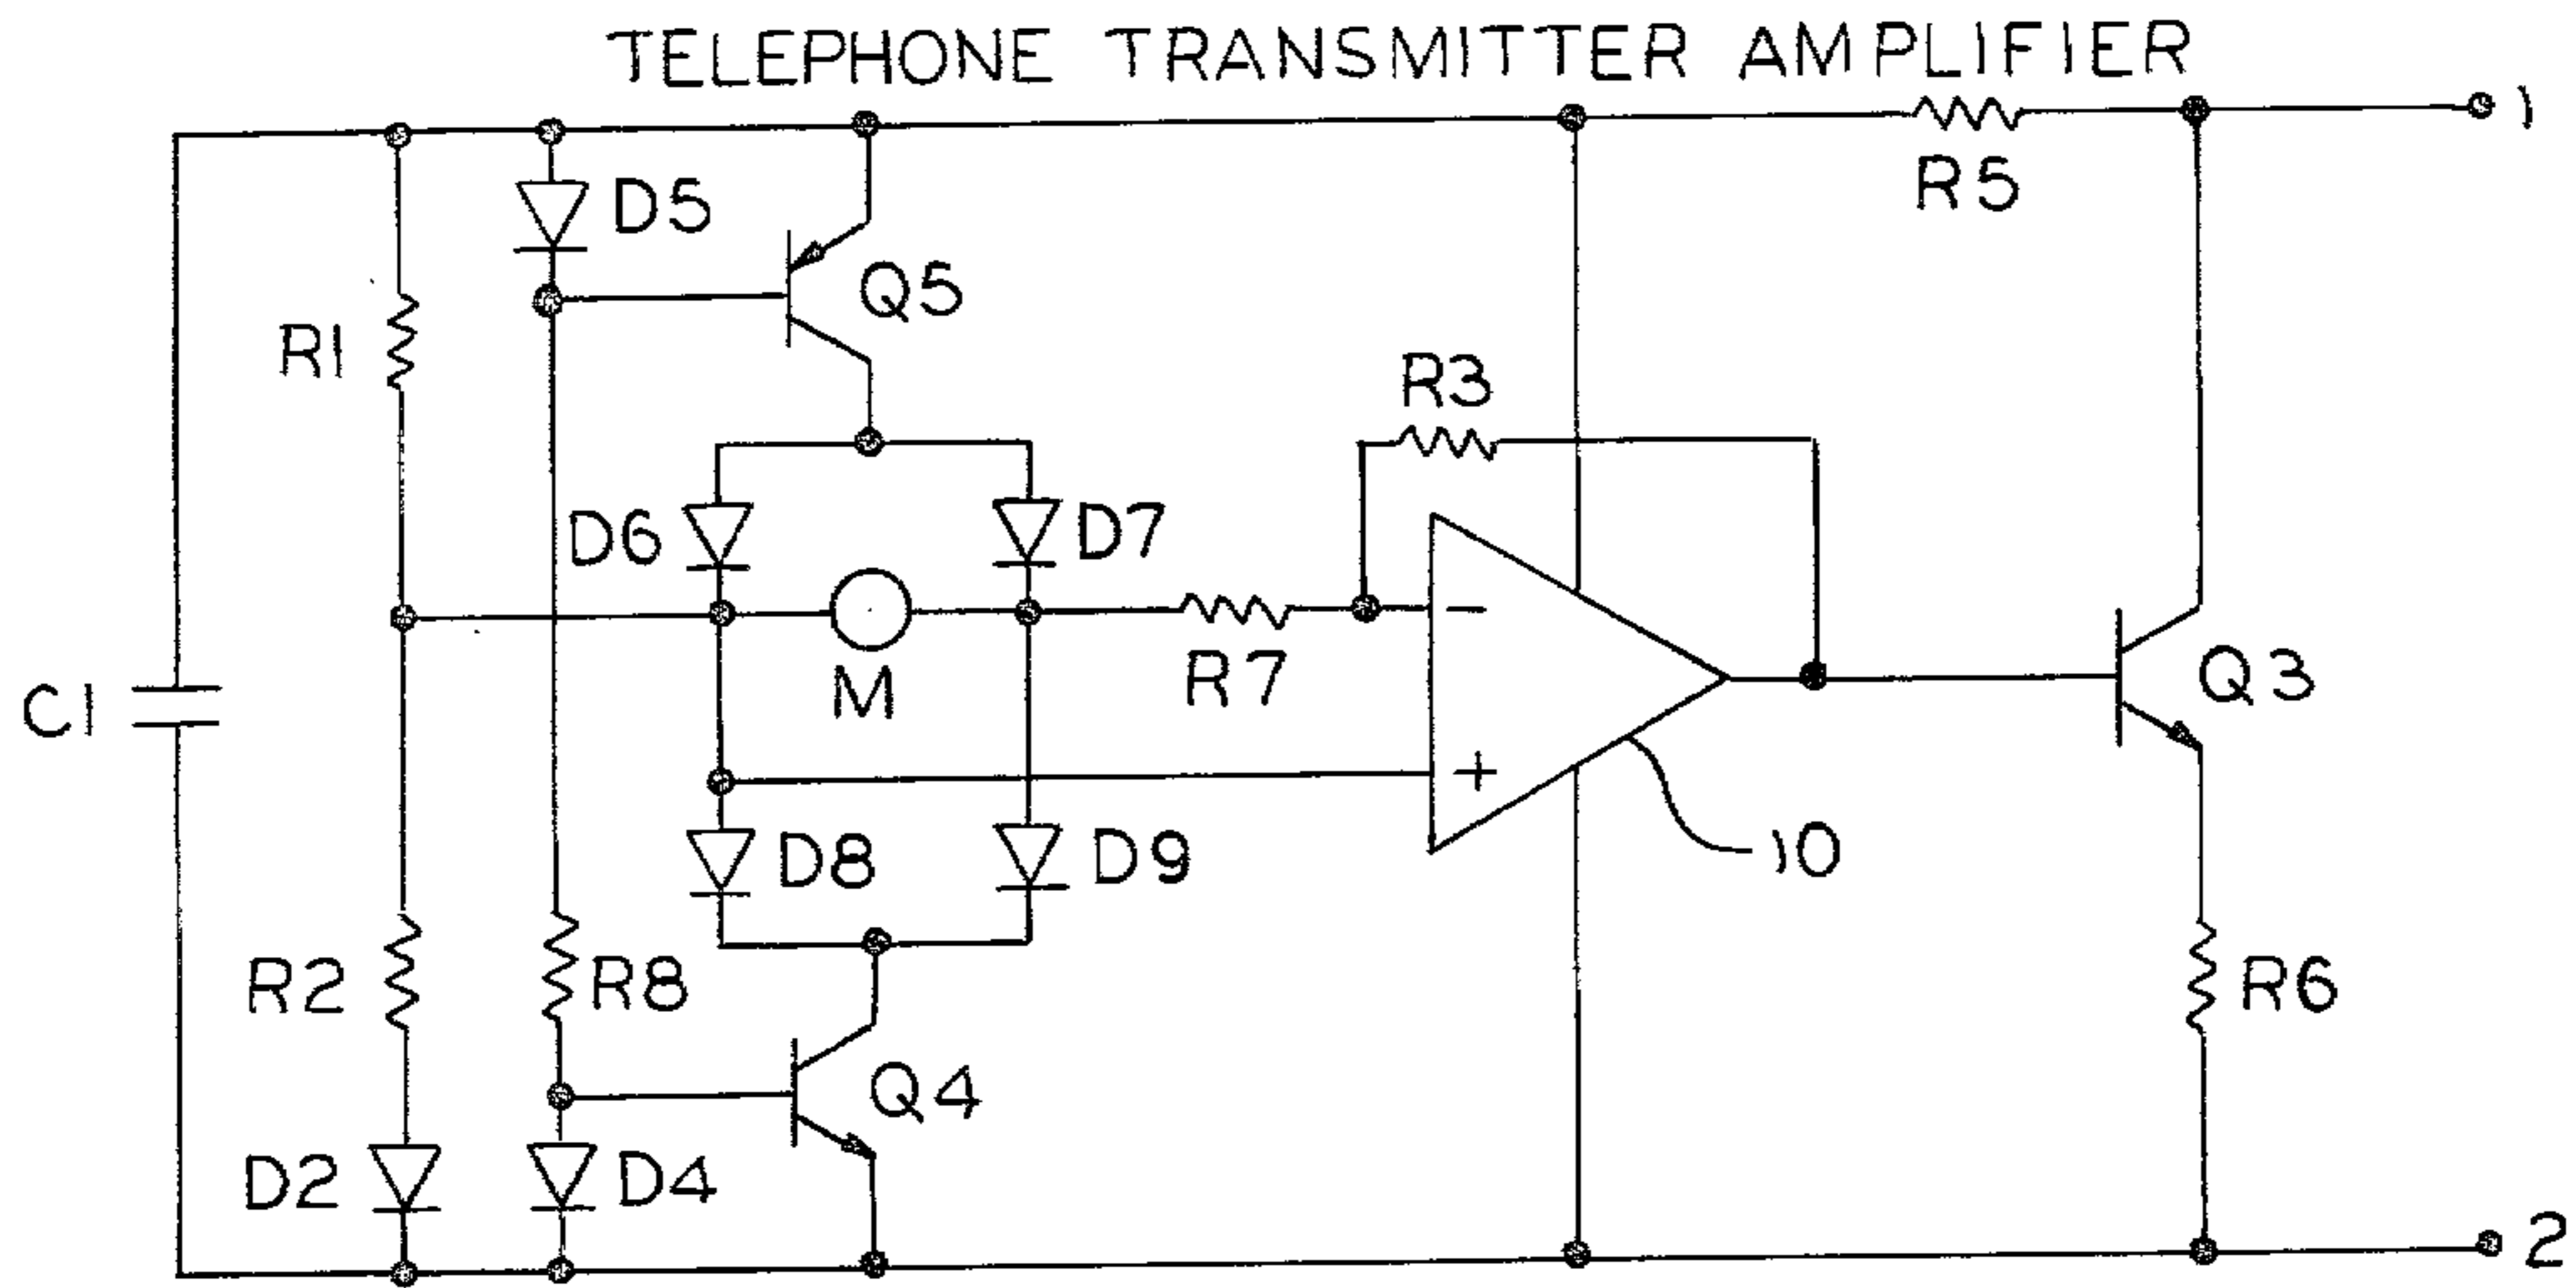 TELEPHONE TRANSMITTER AMPLIFIER
1
R5
D5
Q5
R1
R3
D6
D7
M
R7
−
+
Q3
C1
10
D8
D9
R2
R8
R6
Q4
D2
D4
2